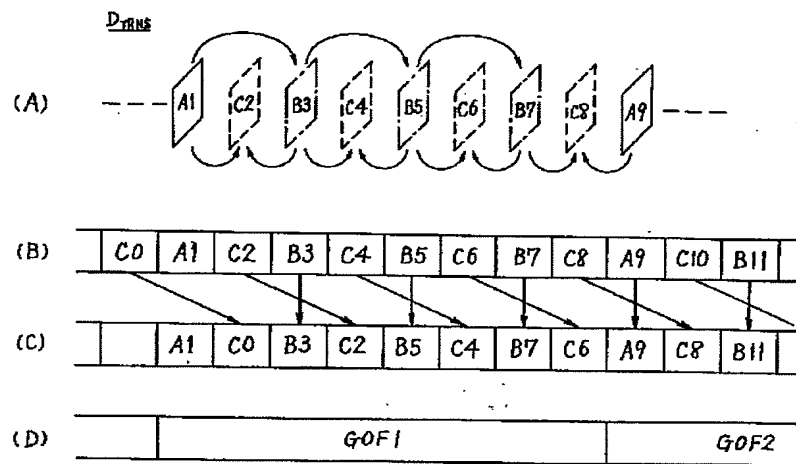 DTRNS
(A) A1 C2 B3 C4 B5 C6 B7 C8 A9
(B) C0 A1 C2 B3 C4 B5 C6 B7 C8 A9 C10 B11
(C) A1 C0 B3 C2 B5 C4 B7 C6 A9 C8 B11
(D) GOF1 GOF2